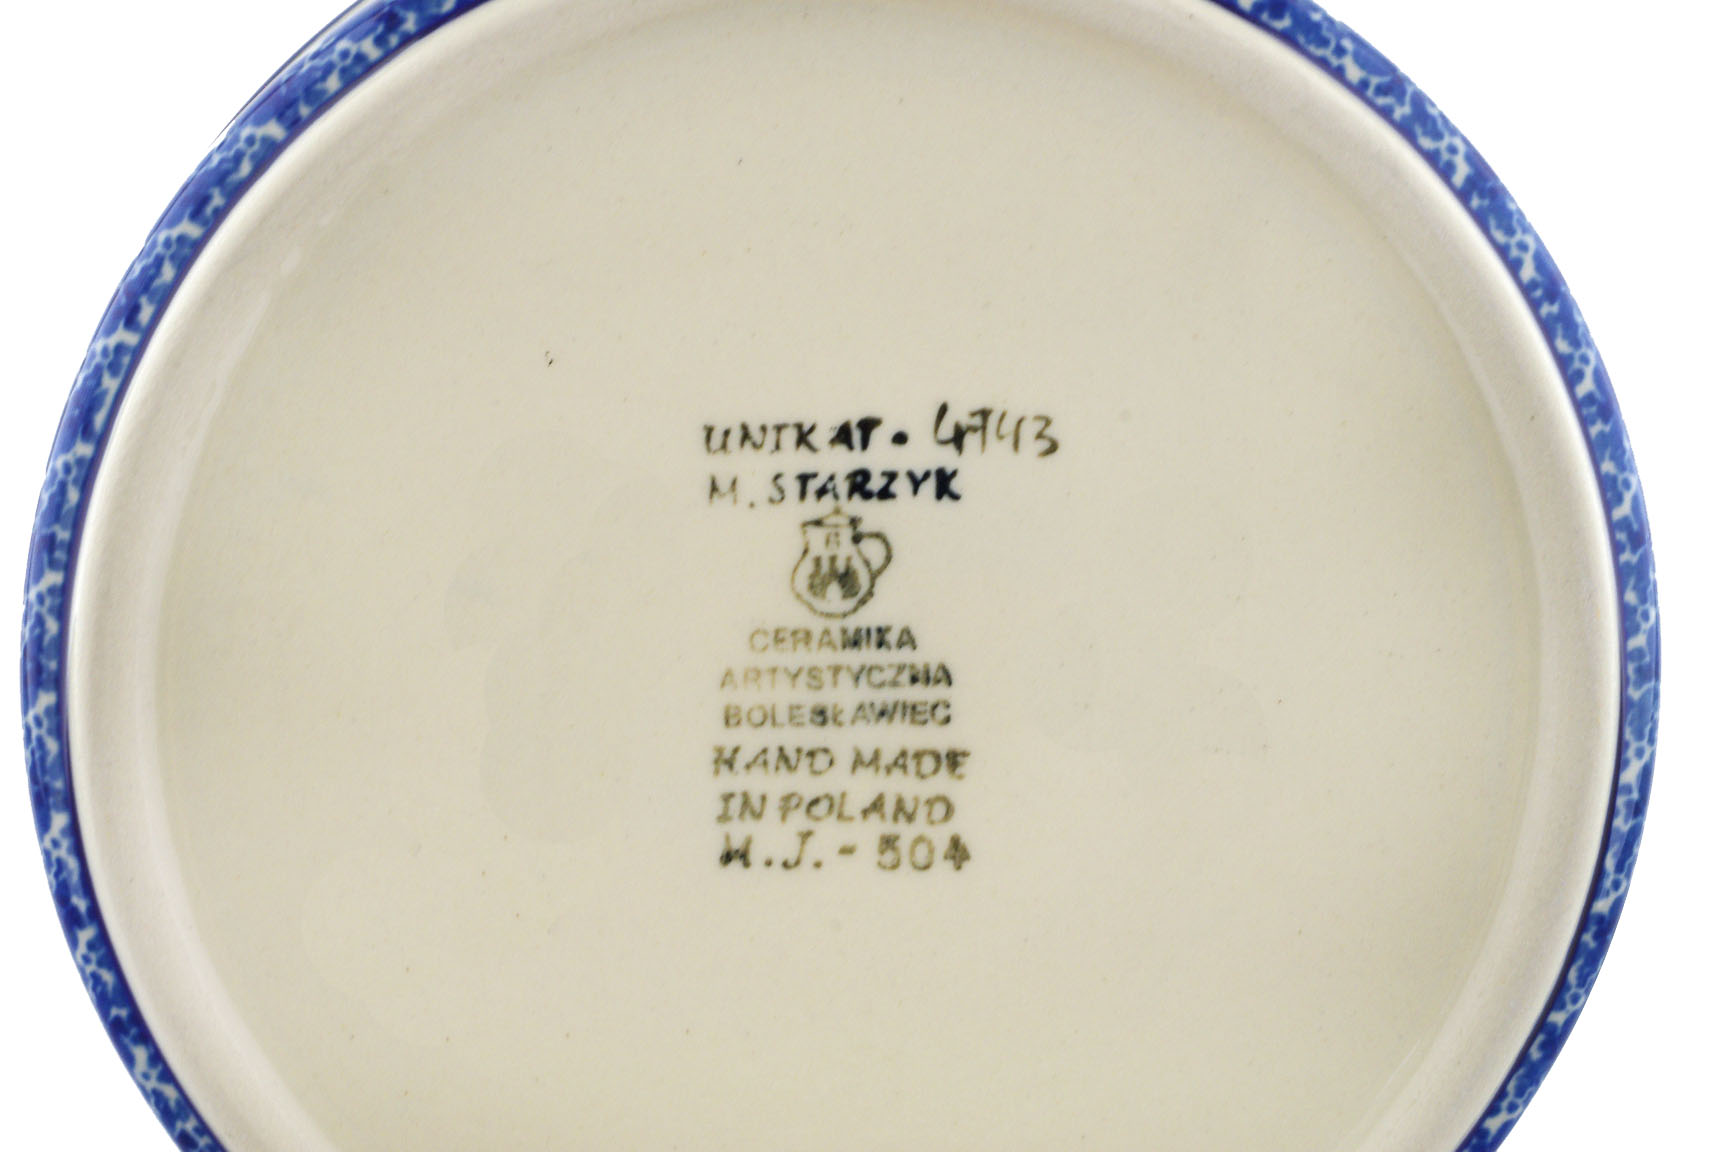 UNIKAT. 4743
M. STARZYK
CERAMIKA
ARTYSTYCZNA
BOLESŁAWIEC
HAND MADE
IN POLAND
W.J.-504